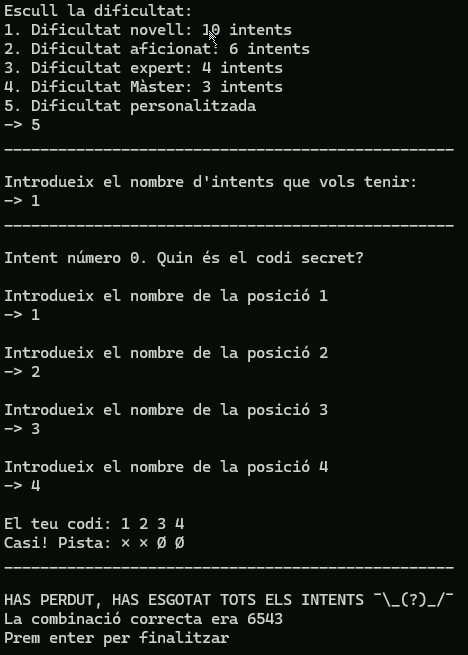 Escull la dificultat:
1. Dificultat novell: 10 intents
2. Dificultat aficionat: 6 intents
3. Dificultat expert: 4 intents
4. Dificultat Màster: 3 intents
5. Dificultat personalitzada
-> 5
__________________________________________________
Introdueix el nombre d'intents que vols tenir:
-> 1
__________________________________________________
Intent número 0. Quin és el codi secret?
Introdueix el nombre de la posició 1
-> 1
Introdueix el nombre de la posició 2
-> 2
Introdueix el nombre de la posició 3
-> 3
Introdueix el nombre de la posició 4
-> 4
El teu codi: 1 2 3 4
Casi! Pista: × × Ø Ø
__________________________________________________
HAS PERDUT, HAS ESGOTAT TOTS ELS INTENTS ¯\_(?)_/¯
La combinació correcta era 6543
Prem enter per finalitzar